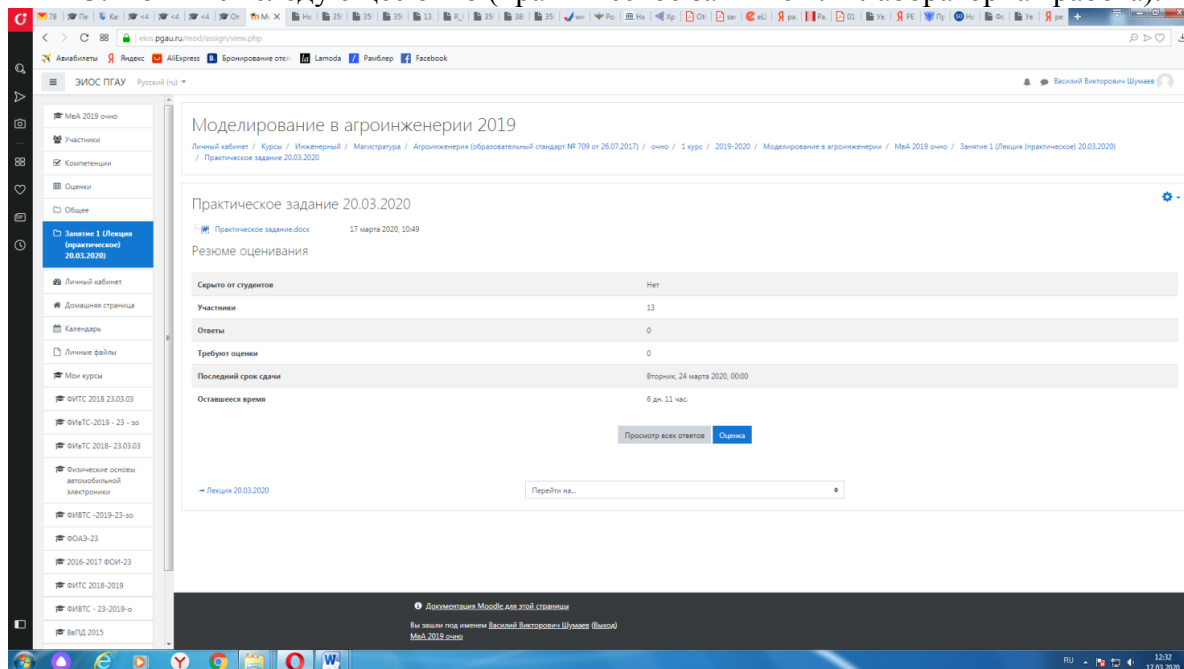 eios.pgau.ru/mod/assign/view.php
Авиабилеты Яндекс AliExpress Бронирование отел Lamoda Рамблер Facebook
ЭИОС ПГАУ Русский (ru)
Василий Викторович Шумаев
МвА 2019 очно
Участники
Компетенции
Оценки
Общее
Занятие 1 (Лекция
(практическое)
20.03.2020)
Личный кабинет
Домашняя страница
Календарь
Личные файлы
Мои курсы
ФИТС 2018 23.03.03
ФИвТС-2019 - 23 - зо
ФИвТС 2018- 23.03.03
Физические основы
автомобильной
электроники
ФИВТС -2019-23-зо
ФОАЭ-23
2016-2017 ФОИ-23
ФИТС 2018-2019
ФИВТС - 23-2019-о
ВеПД 2015
Моделирование в агроинженерии 2019
Личный кабинет / Курсы / Инженерный / Магистратура / Агроинженерия (образовательный стандарт № 709 от 26.07.2017) / очно / 1 курс / 2019-2020 / Моделирование в агроинженерии / МвА 2019 очно / Занятие 1 (Лекция (практическое) 20.03.2020)
/ Практическое задание 20.03.2020
Практическое задание 20.03.2020
Практическое задание.docx 17 марта 2020, 10:49
Резюме оценивания
Скрыто от студентов Нет
Участники 13
Ответы 0
Требуют оценки 0
Последний срок сдачи Вторник, 24 марта 2020, 00:00
Оставшееся время 6 дн. 11 час.
Просмотр всех ответов Оценка
→ Лекция 20.03.2020 Перейти на...
Документация Moodle для этой страницы
Вы зашли под именем Василий Викторович Шумаев (Выход)
МвА 2019 очно
RU 12:32
17.03.2020